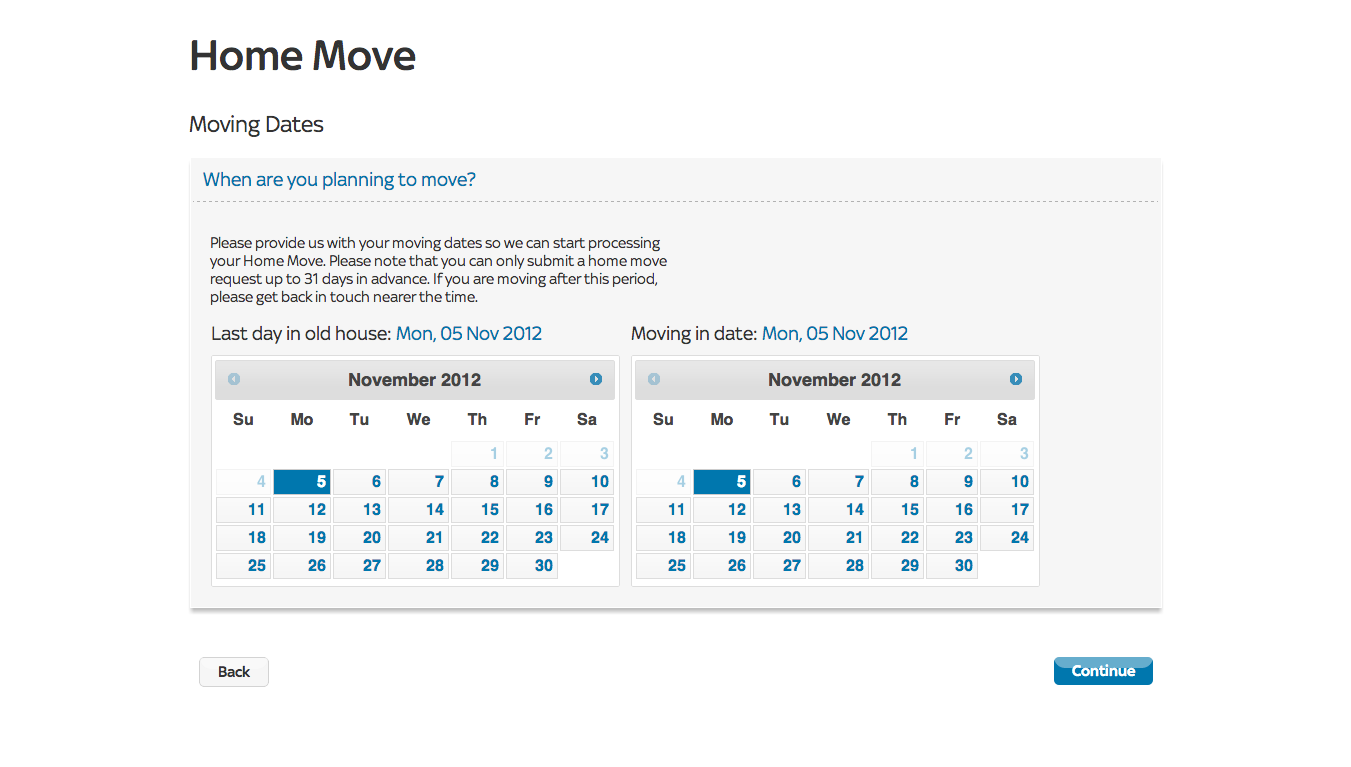 Home Move
Moving Dates
When are you planning to move?
Please provide us with your moving dates so we can start processing
your Home Move. Please note that you can only submit a home move
request up to 31 days in advance. If you are moving after this period,
please get back in touch nearer the time.
Last day in old house: Mon, 05 Nov 2012
November 2012
Su Mo Tu We Th Fr Sa
1 2 3
4 5 6 7 8 9 10
11 12 13 14 15 16 17
18 19 20 21 22 23 24
25 26 27 28 29 30
Moving in date: Mon, 05 Nov 2012
November 2012
Su Mo Tu We Th Fr Sa
1 2 3
4 5 6 7 8 9 10
11 12 13 14 15 16 17
18 19 20 21 22 23 24
25 26 27 28 29 30
Back
Continue